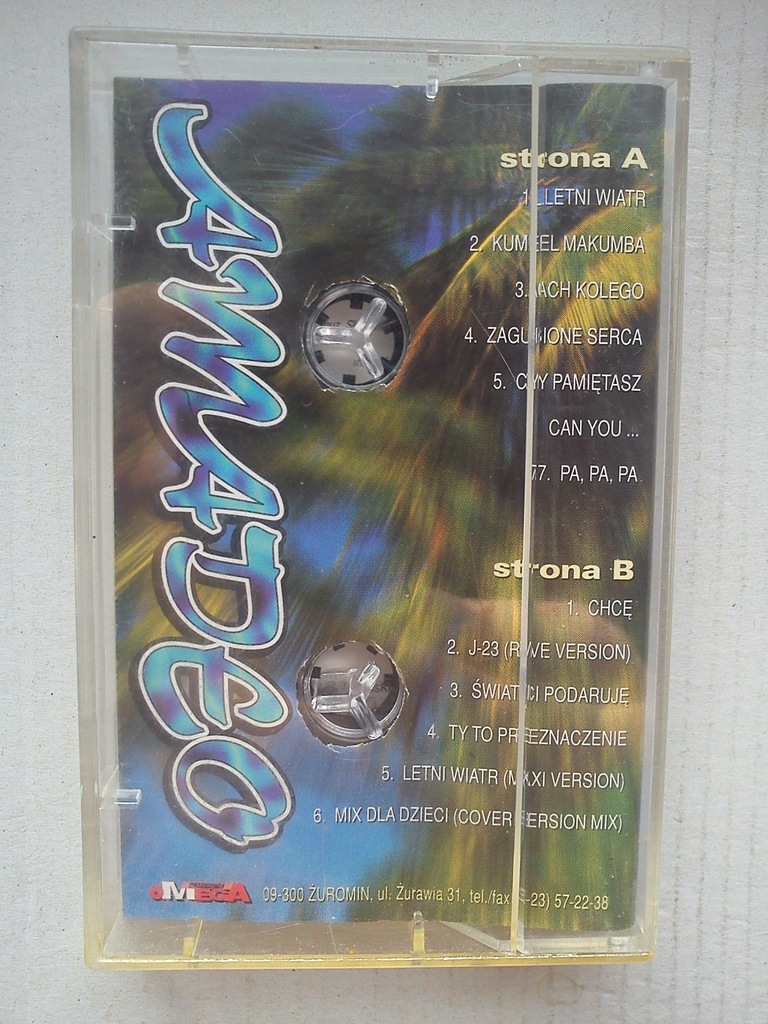 AMADEO
strona A
1. LETNI WIATR
2. KUMEEL MAKUMBA
3. ACH KOLEGO
4. ZAGUBIONE SERCA
5. CZY PAMIĘTASZ
CAN YOU ...
7. PA, PA, PA
strona B
1. CHCĘ
2. J-23 (RAVE VERSION)
3. ŚWIAT CI PODARUJĘ
4. TY TO PRZEZNACZENIE
5. LETNI WIATR (MAXI VERSION)
6. MIX DLA DZIECI (COVER VERSION MIX)
OMEGA 09-300 ŻUROMIN, ul. Żurawia 31, tel./fax -23) 57-22-38